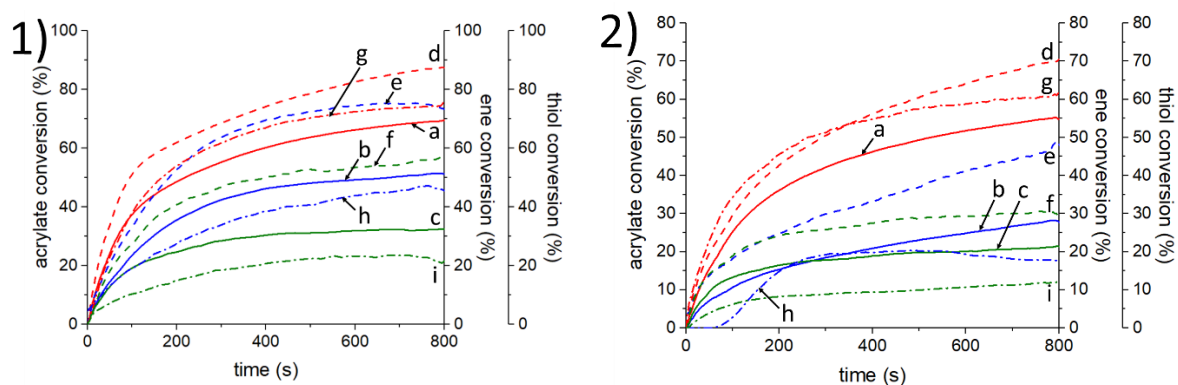 1)
acrylate conversion (%)
100
80
60
40
20
0
0 200 400 600 800
time (s)
g
d
e
a
b
f
h
c
i
100
80
60
40
20
0
ene conversion (%)
100
80
60
40
20
0
thiol conversion (%)
2)
acrylate conversion (%)
80
70
60
50
40
30
20
10
0
0 200 400 600 800
time (s)
d
g
a
e
b
c
f
h
i
80
70
60
50
40
30
20
10
0
ene conversion (%)
80
70
60
50
40
30
20
10
0
thiol conversion (%)